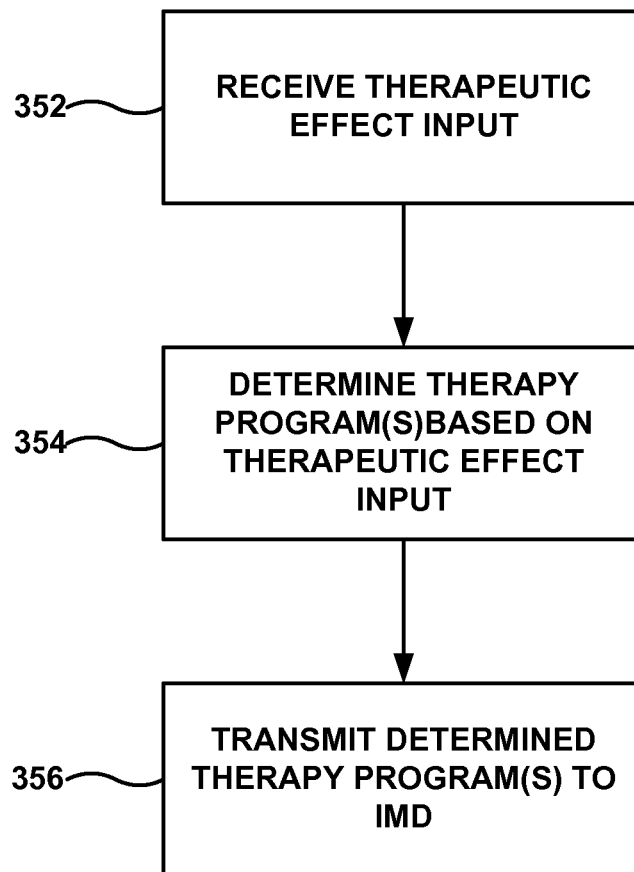 352
RECEIVE THERAPEUTIC
EFFECT INPUT
354
DETERMINE THERAPY
PROGRAM(S)BASED ON
THERAPEUTIC EFFECT
INPUT
356
TRANSMIT DETERMINED
THERAPY PROGRAM(S) TO
IMD